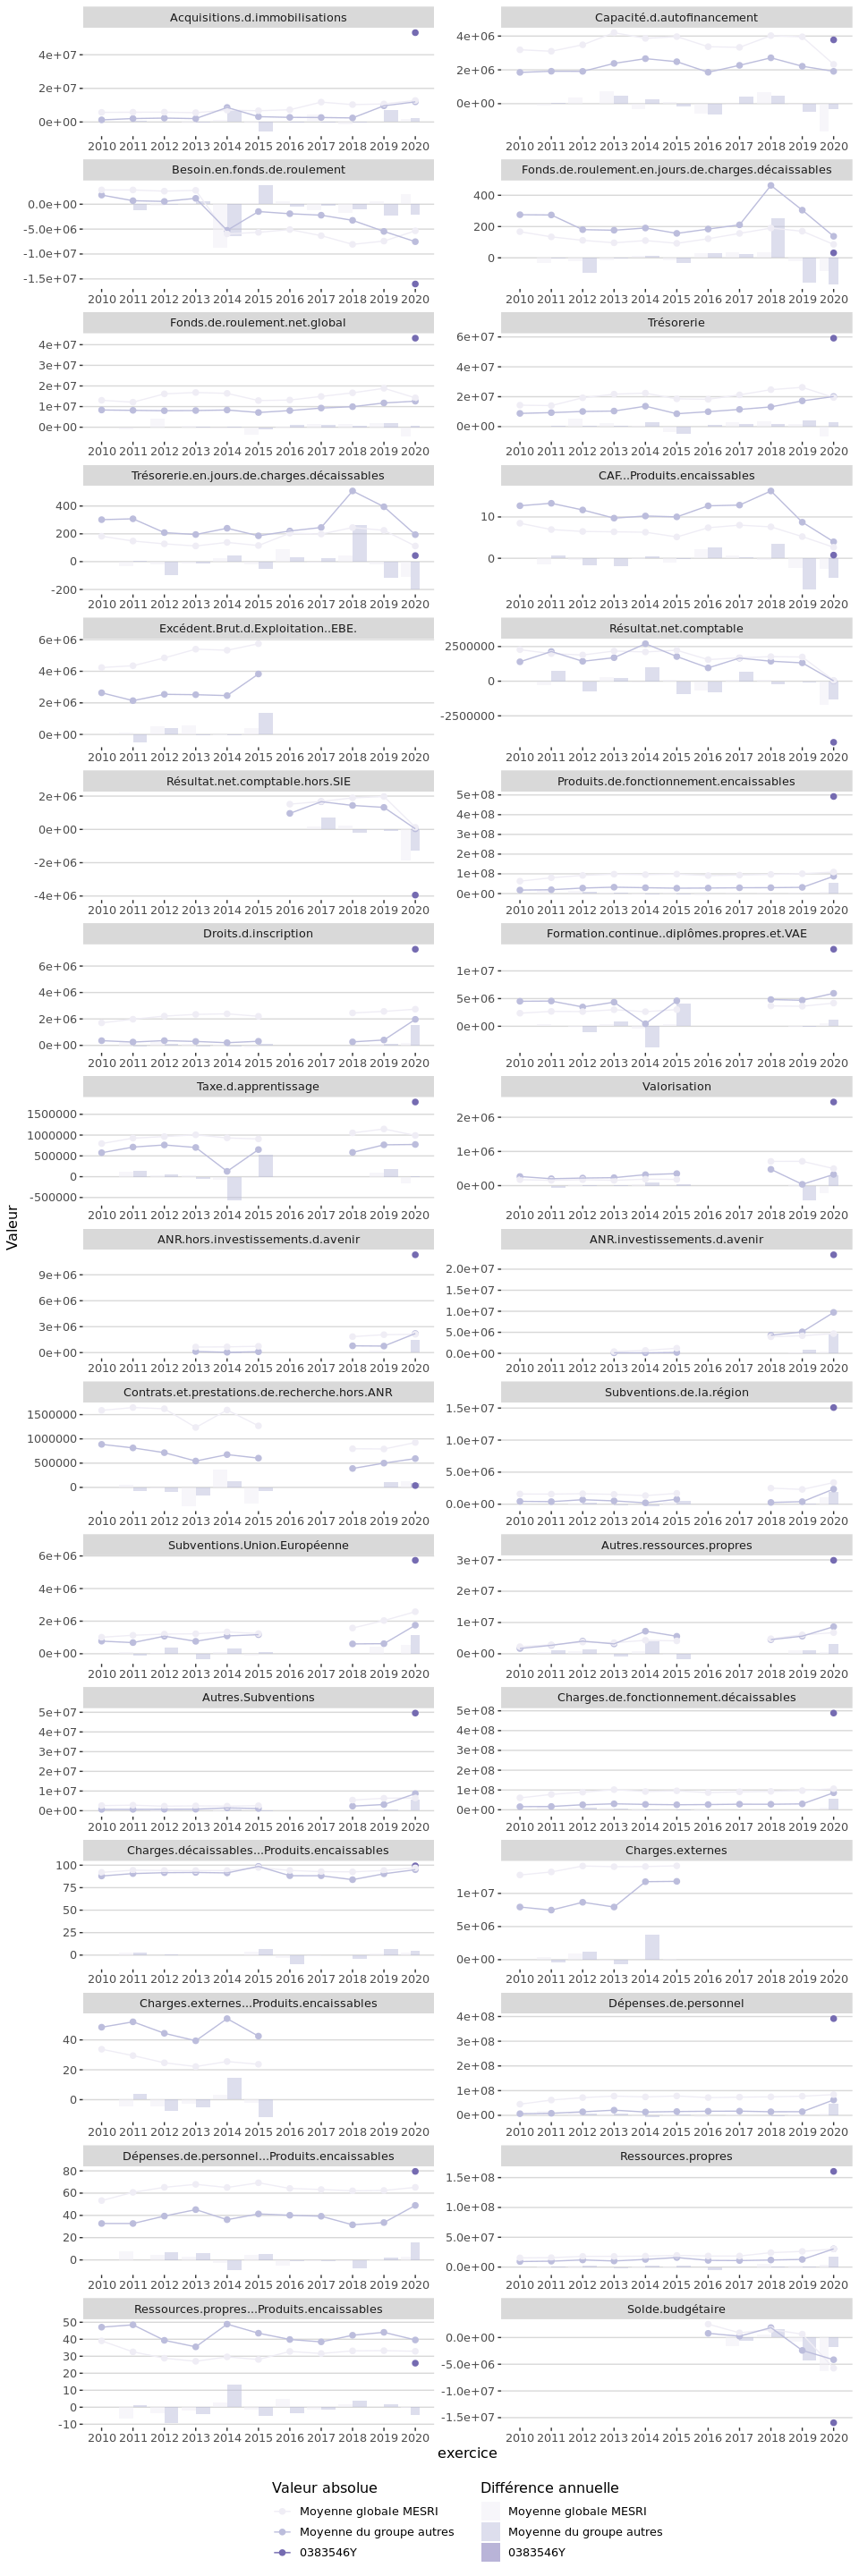 Acquisitions.d.immobilisations
4e+07
2e+07
0e+00
2010 2011 2012 2013 2014 2015 2016 2017 2018 2019 2020
Capacité.d.autofinancement
4e+06
2e+06
0e+00
2010 2011 2012 2013 2014 2015 2016 2017 2018 2019 2020
Besoin.en.fonds.de.roulement
0.0e+00
-5.0e+06
-1.0e+07
-1.5e+07
2010 2011 2012 2013 2014 2015 2016 2017 2018 2019 2020
Fonds.de.roulement.en.jours.de.charges.décaissables
400
200
0
2010 2011 2012 2013 2014 2015 2016 2017 2018 2019 2020
Fonds.de.roulement.net.global
4e+07
3e+07
2e+07
1e+07
0e+00
2010 2011 2012 2013 2014 2015 2016 2017 2018 2019 2020
Trésorerie
6e+07
4e+07
2e+07
0e+00
2010 2011 2012 2013 2014 2015 2016 2017 2018 2019 2020
Trésorerie.en.jours.de.charges.décaissables
400
200
0
-200
2010 2011 2012 2013 2014 2015 2016 2017 2018 2019 2020
CAF...Produits.encaissables
10
0
2010 2011 2012 2013 2014 2015 2016 2017 2018 2019 2020
Excédent.Brut.d.Exploitation..EBE.
6e+06
4e+06
2e+06
0e+00
2010 2011 2012 2013 2014 2015 2016 2017 2018 2019 2020
Résultat.net.comptable
2500000
0
-2500000
2010 2011 2012 2013 2014 2015 2016 2017 2018 2019 2020
Résultat.net.comptable.hors.SIE
2e+06
0e+00
-2e+06
-4e+06
2010 2011 2012 2013 2014 2015 2016 2017 2018 2019 2020
Produits.de.fonctionnement.encaissables
5e+08
4e+08
3e+08
2e+08
1e+08
0e+00
2010 2011 2012 2013 2014 2015 2016 2017 2018 2019 2020
Droits.d.inscription
6e+06
4e+06
2e+06
0e+00
2010 2011 2012 2013 2014 2015 2016 2017 2018 2019 2020
Formation.continue..diplômes.propres.et.VAE
1e+07
5e+06
0e+00
2010 2011 2012 2013 2014 2015 2016 2017 2018 2019 2020
Taxe.d.apprentissage
1500000
1000000
500000
0
-500000
2010 2011 2012 2013 2014 2015 2016 2017 2018 2019 2020
Valorisation
2e+06
1e+06
0e+00
2010 2011 2012 2013 2014 2015 2016 2017 2018 2019 2020
Valeur
ANR.hors.investissements.d.avenir
9e+06
6e+06
3e+06
0e+00
2010 2011 2012 2013 2014 2015 2016 2017 2018 2019 2020
ANR.investissements.d.avenir
2.0e+07
1.5e+07
1.0e+07
5.0e+06
0.0e+00
2010 2011 2012 2013 2014 2015 2016 2017 2018 2019 2020
Contrats.et.prestations.de.recherche.hors.ANR
1500000
1000000
500000
0
2010 2011 2012 2013 2014 2015 2016 2017 2018 2019 2020
Subventions.de.la.région
1.5e+07
1.0e+07
5.0e+06
0.0e+00
2010 2011 2012 2013 2014 2015 2016 2017 2018 2019 2020
Subventions.Union.Européenne
6e+06
4e+06
2e+06
0e+00
2010 2011 2012 2013 2014 2015 2016 2017 2018 2019 2020
Autres.ressources.propres
3e+07
2e+07
1e+07
0e+00
2010 2011 2012 2013 2014 2015 2016 2017 2018 2019 2020
Autres.Subventions
5e+07
4e+07
3e+07
2e+07
1e+07
0e+00
2010 2011 2012 2013 2014 2015 2016 2017 2018 2019 2020
Charges.de.fonctionnement.décaissables
5e+08
4e+08
3e+08
2e+08
1e+08
0e+00
2010 2011 2012 2013 2014 2015 2016 2017 2018 2019 2020
Charges.décaissables...Produits.encaissables
100
75
50
25
0
2010 2011 2012 2013 2014 2015 2016 2017 2018 2019 2020
Charges.externes
1e+07
5e+06
0e+00
2010 2011 2012 2013 2014 2015 2016 2017 2018 2019 2020
Charges.externes...Produits.encaissables
40
20
0
2010 2011 2012 2013 2014 2015 2016 2017 2018 2019 2020
Dépenses.de.personnel
4e+08
3e+08
2e+08
1e+08
0e+00
2010 2011 2012 2013 2014 2015 2016 2017 2018 2019 2020
Dépenses.de.personnel...Produits.encaissables
80
60
40
20
0
2010 2011 2012 2013 2014 2015 2016 2017 2018 2019 2020
Ressources.propres
1.5e+08
1.0e+08
5.0e+07
0.0e+00
2010 2011 2012 2013 2014 2015 2016 2017 2018 2019 2020
Ressources.propres...Produits.encaissables
50
40
30
20
10
0
-10
2010 2011 2012 2013 2014 2015 2016 2017 2018 2019 2020
Solde.budgétaire
0.0e+00
-5.0e+06
-1.0e+07
-1.5e+07
2010 2011 2012 2013 2014 2015 2016 2017 2018 2019 2020
exercice
Valeur absolue
Moyenne globale MESRI
Moyenne du groupe autres
0383546Y
Différence annuelle
Moyenne globale MESRI
Moyenne du groupe autres
0383546Y